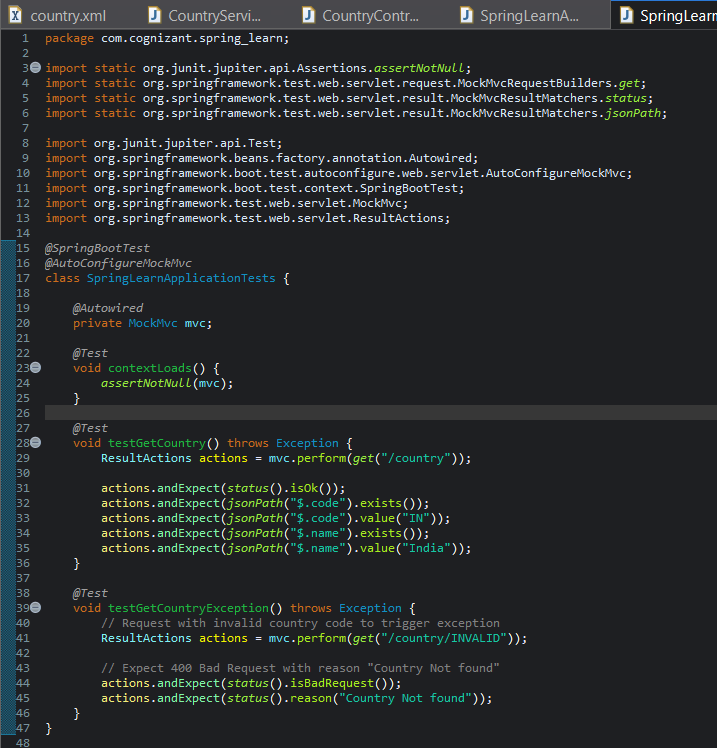 country.xml CountryServi... CountryContr... SpringLearnA... SpringLearn
1 package com.cognizant.spring_learn;
2
3 import static org.junit.jupiter.api.Assertions.assertNotNull;
4 import static org.springframework.test.web.servlet.request.MockMvcRequestBuilders.get;
5 import static org.springframework.test.web.servlet.result.MockMvcResultMatchers.status;
6 import static org.springframework.test.web.servlet.result.MockMvcResultMatchers.jsonPath;
7
8 import org.junit.jupiter.api.Test;
9 import org.springframework.beans.factory.annotation.Autowired;
10 import org.springframework.boot.test.autoconfigure.web.servlet.AutoConfigureMockMvc;
11 import org.springframework.boot.test.context.SpringBootTest;
12 import org.springframework.test.web.servlet.MockMvc;
13 import org.springframework.test.web.servlet.ResultActions;
14
15 @SpringBootTest
16 @AutoConfigureMockMvc
17 class SpringLearnApplicationTests {
18
19     @Autowired
20     private MockMvc mvc;
21
22     @Test
23     void contextLoads() {
24         assertNotNull(mvc);
25     }
26
27     @Test
28     void testGetCountry() throws Exception {
29         ResultActions actions = mvc.perform(get("/country"));
30
31         actions.andExpect(status().isOk());
32         actions.andExpect(jsonPath("$.code").exists());
33         actions.andExpect(jsonPath("$.code").value("IN"));
34         actions.andExpect(jsonPath("$.name").exists());
35         actions.andExpect(jsonPath("$.name").value("India"));
36     }
37
38     @Test
39     void testGetCountryException() throws Exception {
40         // Request with invalid country code to trigger exception
41         ResultActions actions = mvc.perform(get("/country/INVALID"));
42
43         // Expect 400 Bad Request with reason "Country Not found"
44         actions.andExpect(status().isBadRequest());
45         actions.andExpect(status().reason("Country Not found"));
46     }
47 }
48